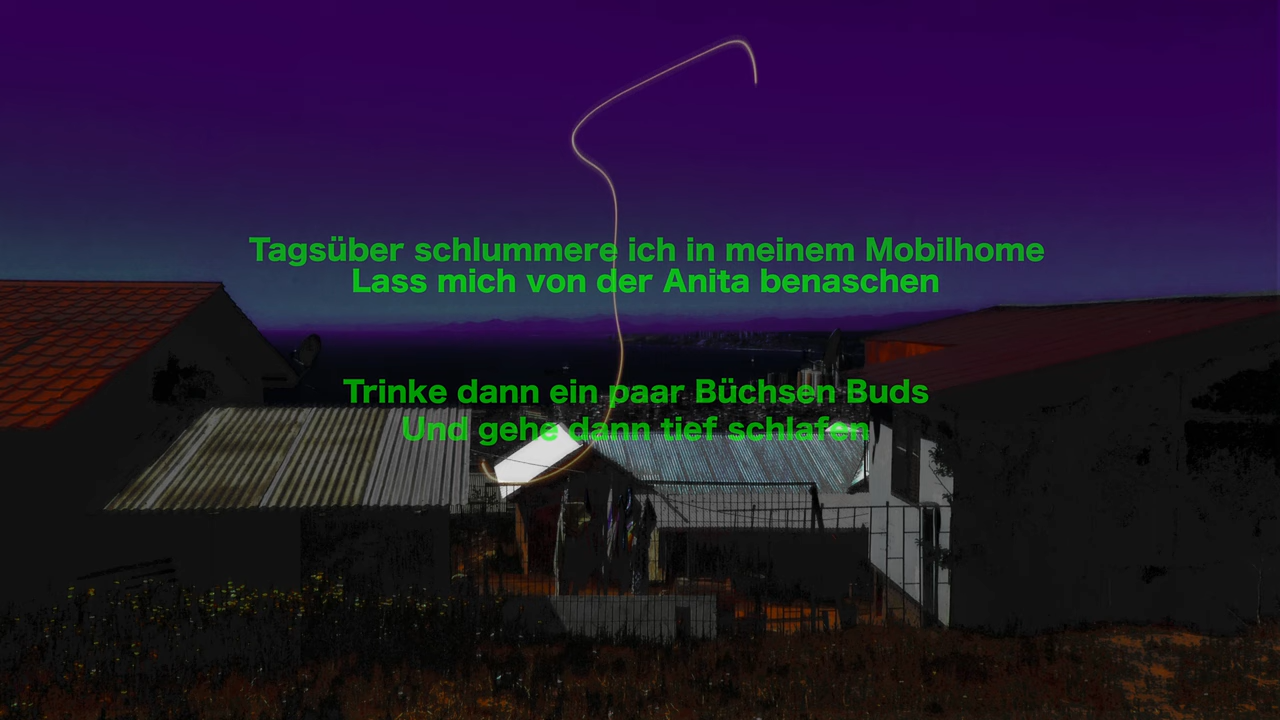 Tagsüber schlummere ich in meinem Mobilhome
Lass mich von der Anita benaschen
Trinke dann ein paar Büchsen Buds
Und gehe dann tief schlafen